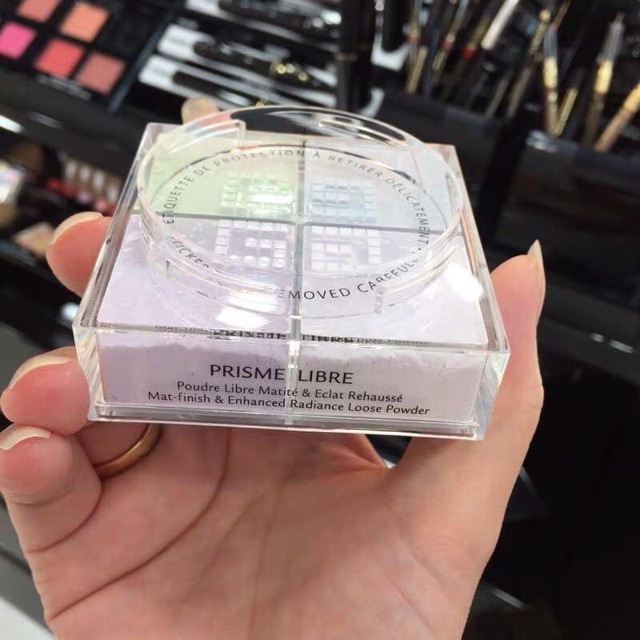 ÉTIQUETTE DE PROTECTION À RETIRER DÉLICATEMENT
REMOVED
PRISME LIBRE
Poudre Libre Matité & Eclat Rehaussé
Mat-finish & Enhanced Radiance Loose Powder